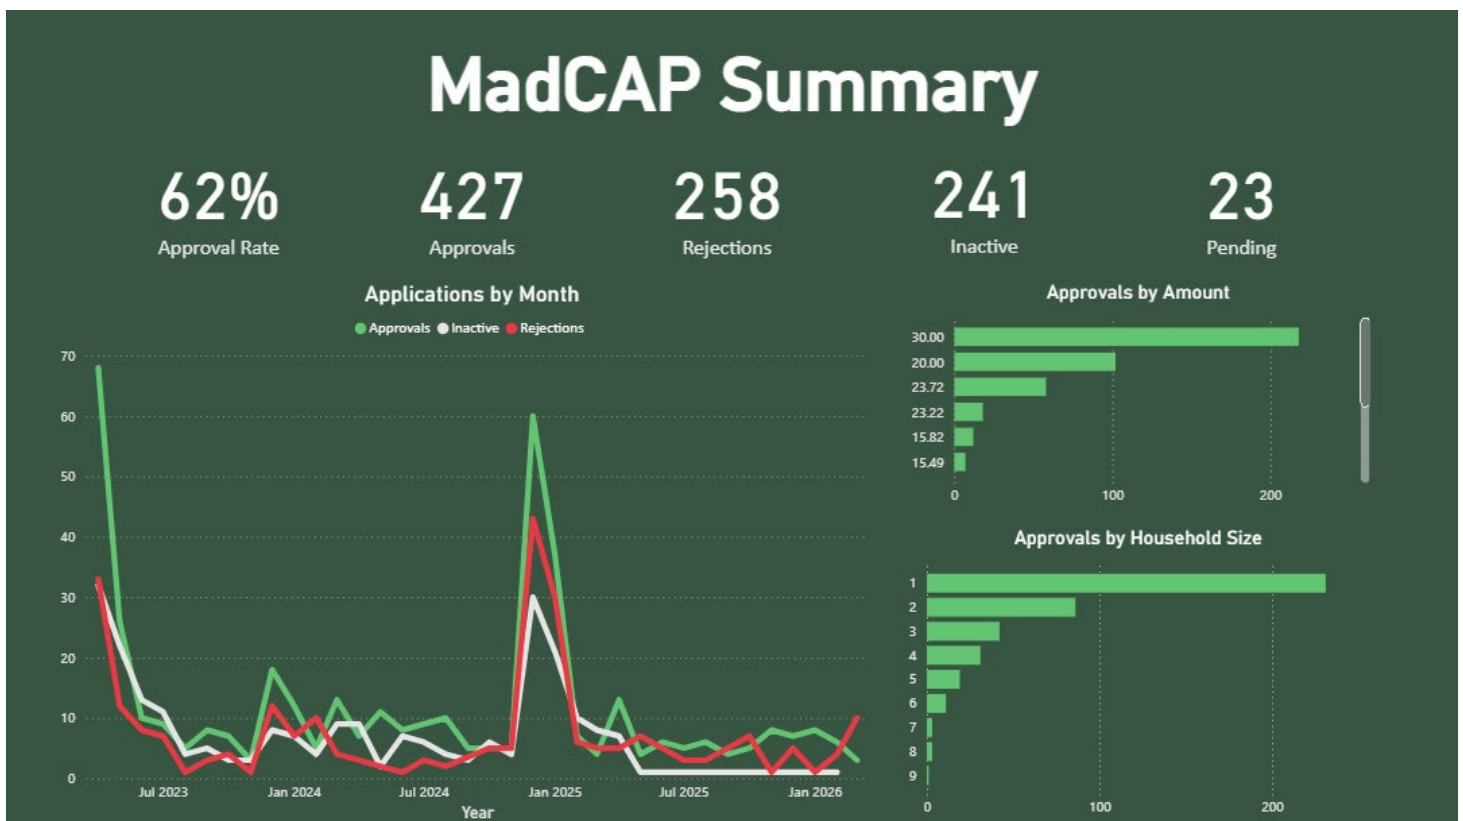 MadCAP Summary
62%
Approval Rate
427
Approvals
258
Rejections
241
Inactive
23
Pending
Applications by Month
Approvals Inactive Rejections
70
60
50
40
30
20
10
0
Jul 2023 Jan 2024 Jul 2024 Jan 2025 Jul 2025 Jan 2026
Year
Approvals by Amount
30.00
20.00
23.72
23.22
15.82
15.49
0 100 200
Approvals by Household Size
1
2
3
4
5
6
7
8
9
0 100 200